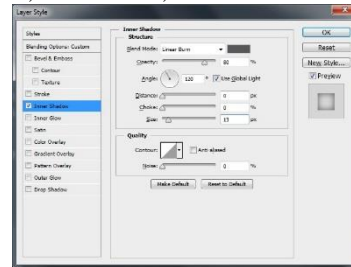 Layer Style
Styles
Blending Options: Custom
Bevel & Emboss
Contour
Texture
Stroke
Inner Shadow
Inner Glow
Satin
Color Overlay
Gradient Overlay
Pattern Overlay
Outer Glow
Drop Shadow
Inner Shadow
Structure
Blend Mode: Linear Burn
Opacity: 80 %
Angle: 120 ° Use Global Light
Distance: 0 px
Choke: 0 %
Size: 15 px
Quality
Contour: Anti-aliased
Noise: 0 %
Make Default Reset to Default
OK
Reset
New Style...
Preview